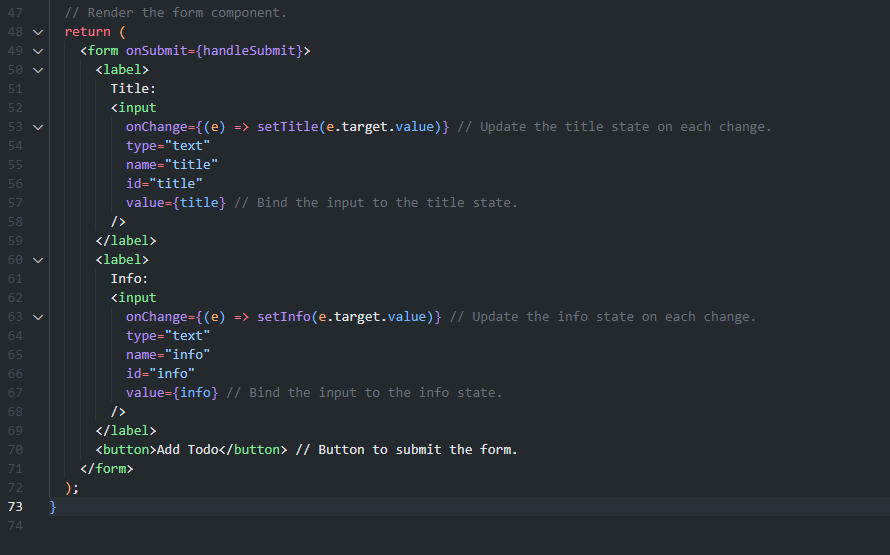 47 // Render the form component.
48 return (
49 <form onSubmit={handleSubmit}>
50 <label>
51 Title:
52 <input
53 onChange={(e) => setTitle(e.target.value)} // Update the title state on each change.
54 type="text"
55 name="title"
56 id="title"
57 value={title} // Bind the input to the title state.
58 />
59 </label>
60 <label>
61 Info:
62 <input
63 onChange={(e) => setInfo(e.target.value)} // Update the info state on each change.
64 type="text"
65 name="info"
66 id="info"
67 value={info} // Bind the input to the info state.
68 />
69 </label>
70 <button>Add Todo</button> // Button to submit the form.
71 </form>
72 );
73 }
74